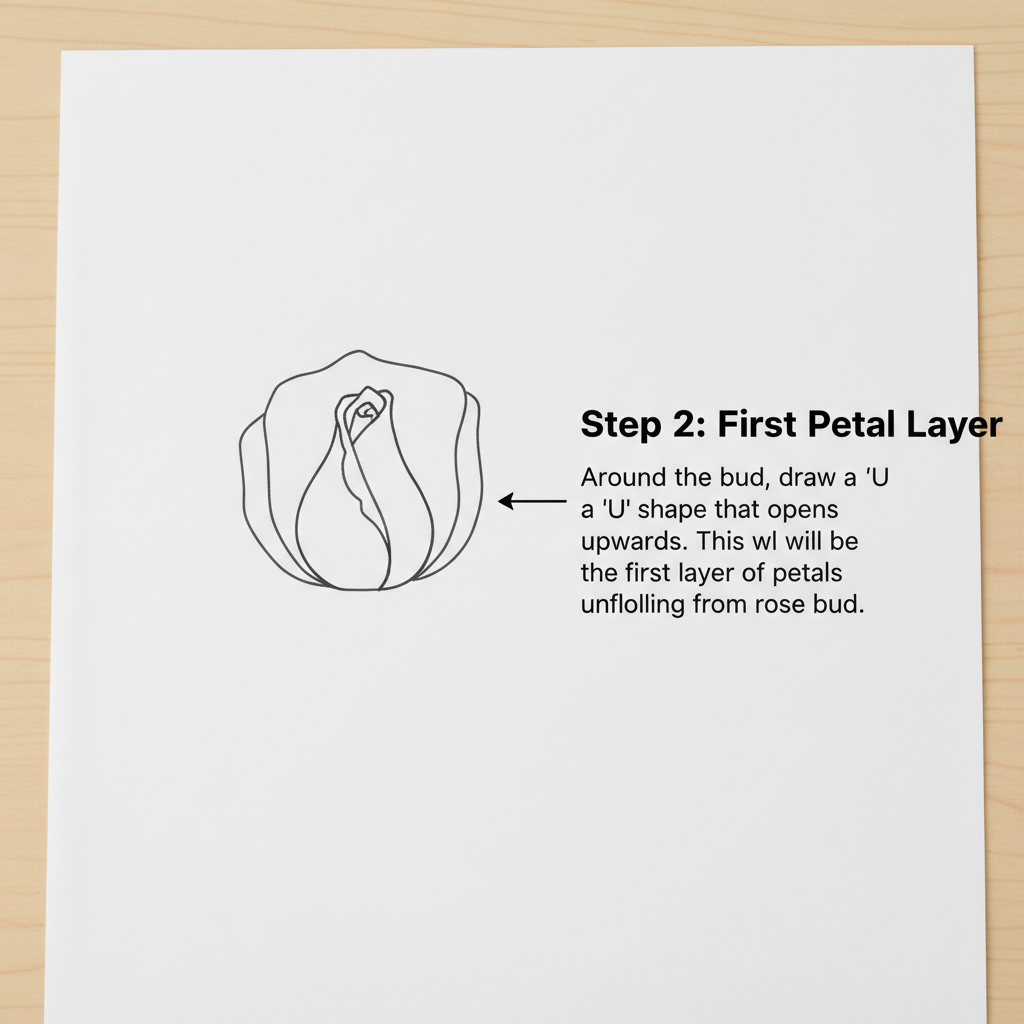 Step 2: First Petal Layer
Around the bud, draw a 'U
a 'U' shape that opens
upwards. This wl will be
the first layer of petals
unflolling from rose bud.